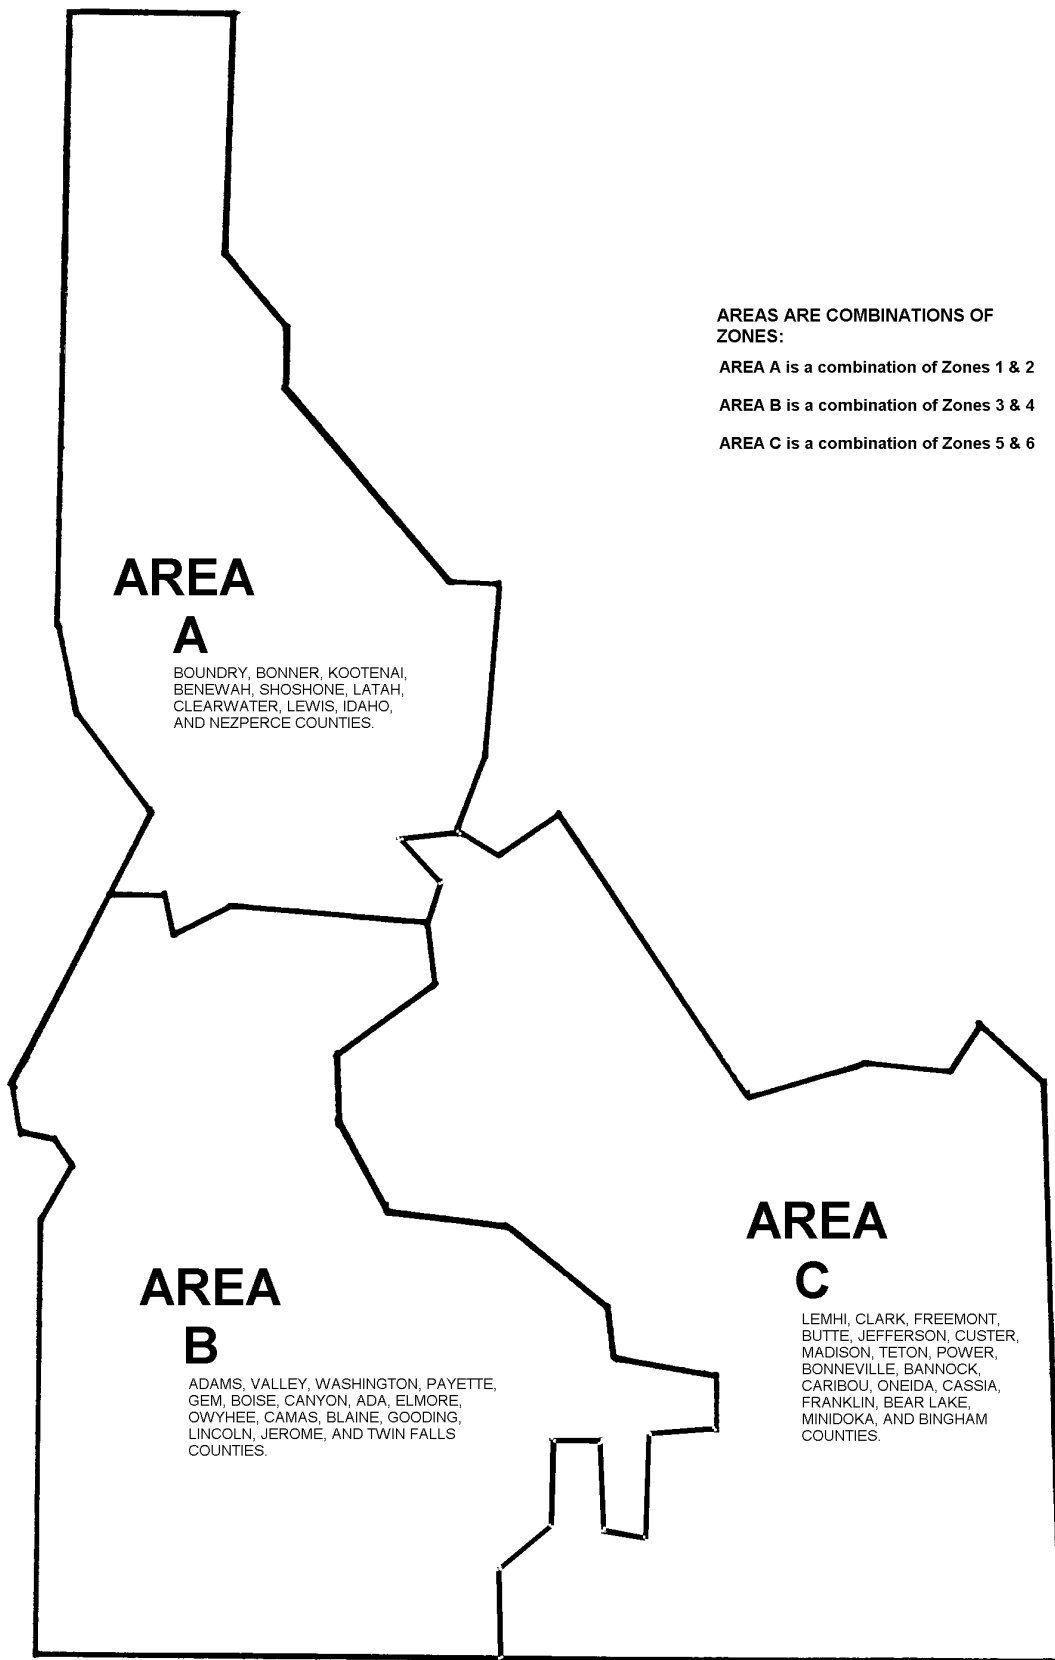 AREAS ARE COMBINATIONS OF
ZONES:
AREA A is a combination of Zones 1 & 2
AREA B is a combination of Zones 3 & 4
AREA C is a combination of Zones 5 & 6
AREA
A
BOUNDRY, BONNER, KOOTENAI,
BENEWAH, SHOSHONE, LATAH,
CLEARWATER, LEWIS, IDAHO,
AND NEZPERCE COUNTIES.
AREA
B
ADAMS, VALLEY, WASHINGTON, PAYETTE,
GEM, BOISE, CANYON, ADA, ELMORE,
OWYHEE, CAMAS, BLAINE, GOODING,
LINCOLN, JEROME, AND TWIN FALLS
COUNTIES.
AREA
C
LEMHI, CLARK, FREEMONT,
BUTTE, JEFFERSON, CUSTER,
MADISON, TETON, POWER,
BONNEVILLE, BANNOCK,
CARIBOU, ONEIDA, CASSIA,
FRANKLIN, BEAR LAKE,
MINIDOKA, AND BINGHAM
COUNTIES.